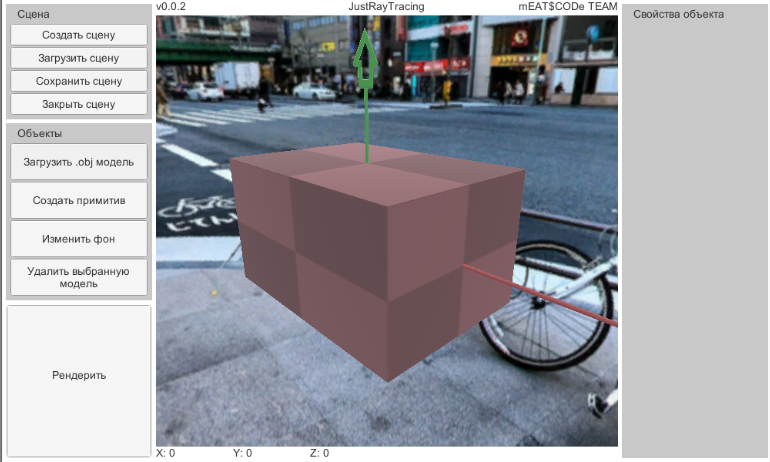 v0.0.2 JustRayTracing mEAT$CODe TEAM
Сцена
Создать сцену
Загрузить сцену
Сохранить сцену
Закрыть сцену
Объекты
Загрузить .obj модель
Создать примитив
Изменить фон
Удалить выбранную
модель
Рендерить
X: 0 Y: 0 Z: 0
Свойства объекта